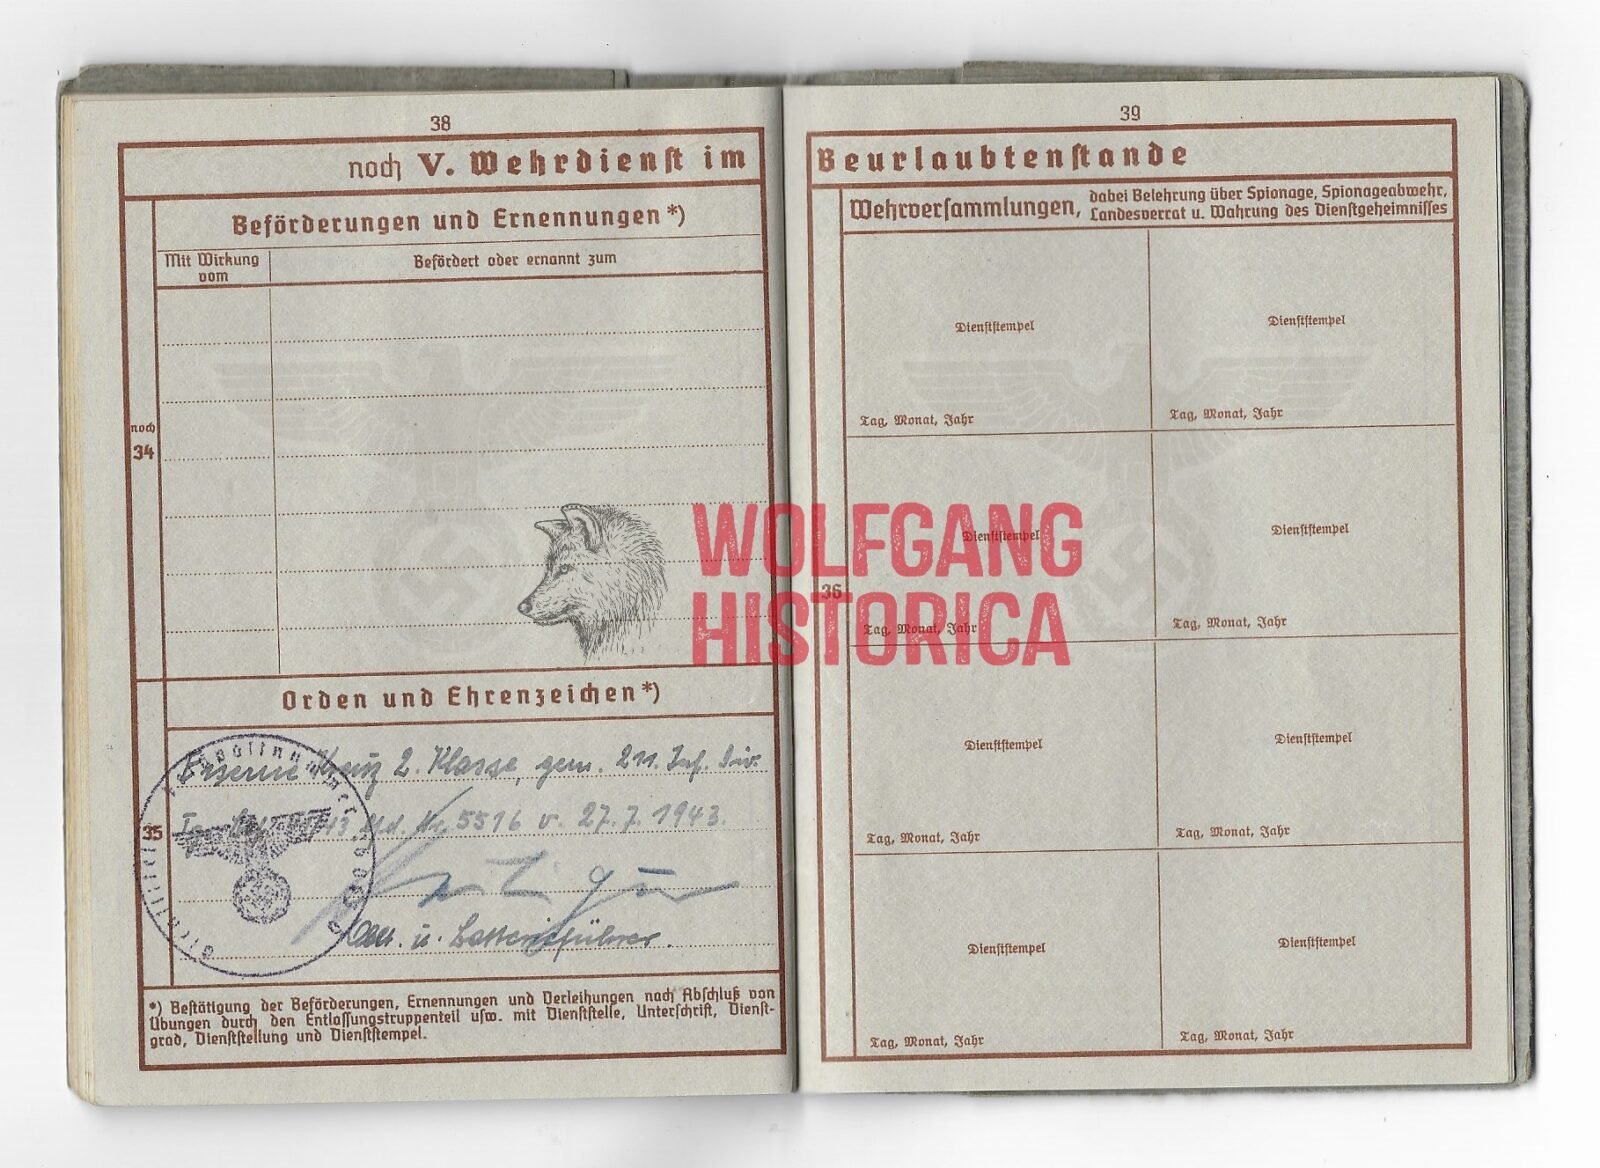 38
noch V. Wehrdienst im
Beförderungen und Ernennungen*)
Mit Wirkung vom
Befördert oder ernannt zum
noch
34
Orden und Ehrenzeichen*)
Eisernes Kreuz 2. Klasse, gem. 211. Inf. Div.
Nr. 5516 v. 27.7.1943.
35
u. Batterieführer.
*) Bestätigung der Beförderungen, Ernennungen und Verleihungen nach Abschluß von
Übungen durch den Entlassungstruppenteil usw. mit Dienststelle, Unterschrift, Dienst-
grad, Dienststellung und Dienststempel.
39
Beurlaubtenstande
Wehrversammlungen, dabei Belehrung über Spionage, Spionageabwehr,
Landesverrat u. Wahrung des Dienstgeheimnisses
Dienststempel
Dienststempel
Tag, Monat, Jahr
Tag, Monat, Jahr
Dienststempel
Dienststempel
36
Tag, Monat, Jahr
Tag, Monat, Jahr
Dienststempel
Dienststempel
Tag, Monat, Jahr
Tag, Monat, Jahr
Dienststempel
Dienststempel
Tag, Monat, Jahr
Tag, Monat, Jahr
WOLFGANG
HISTORICA